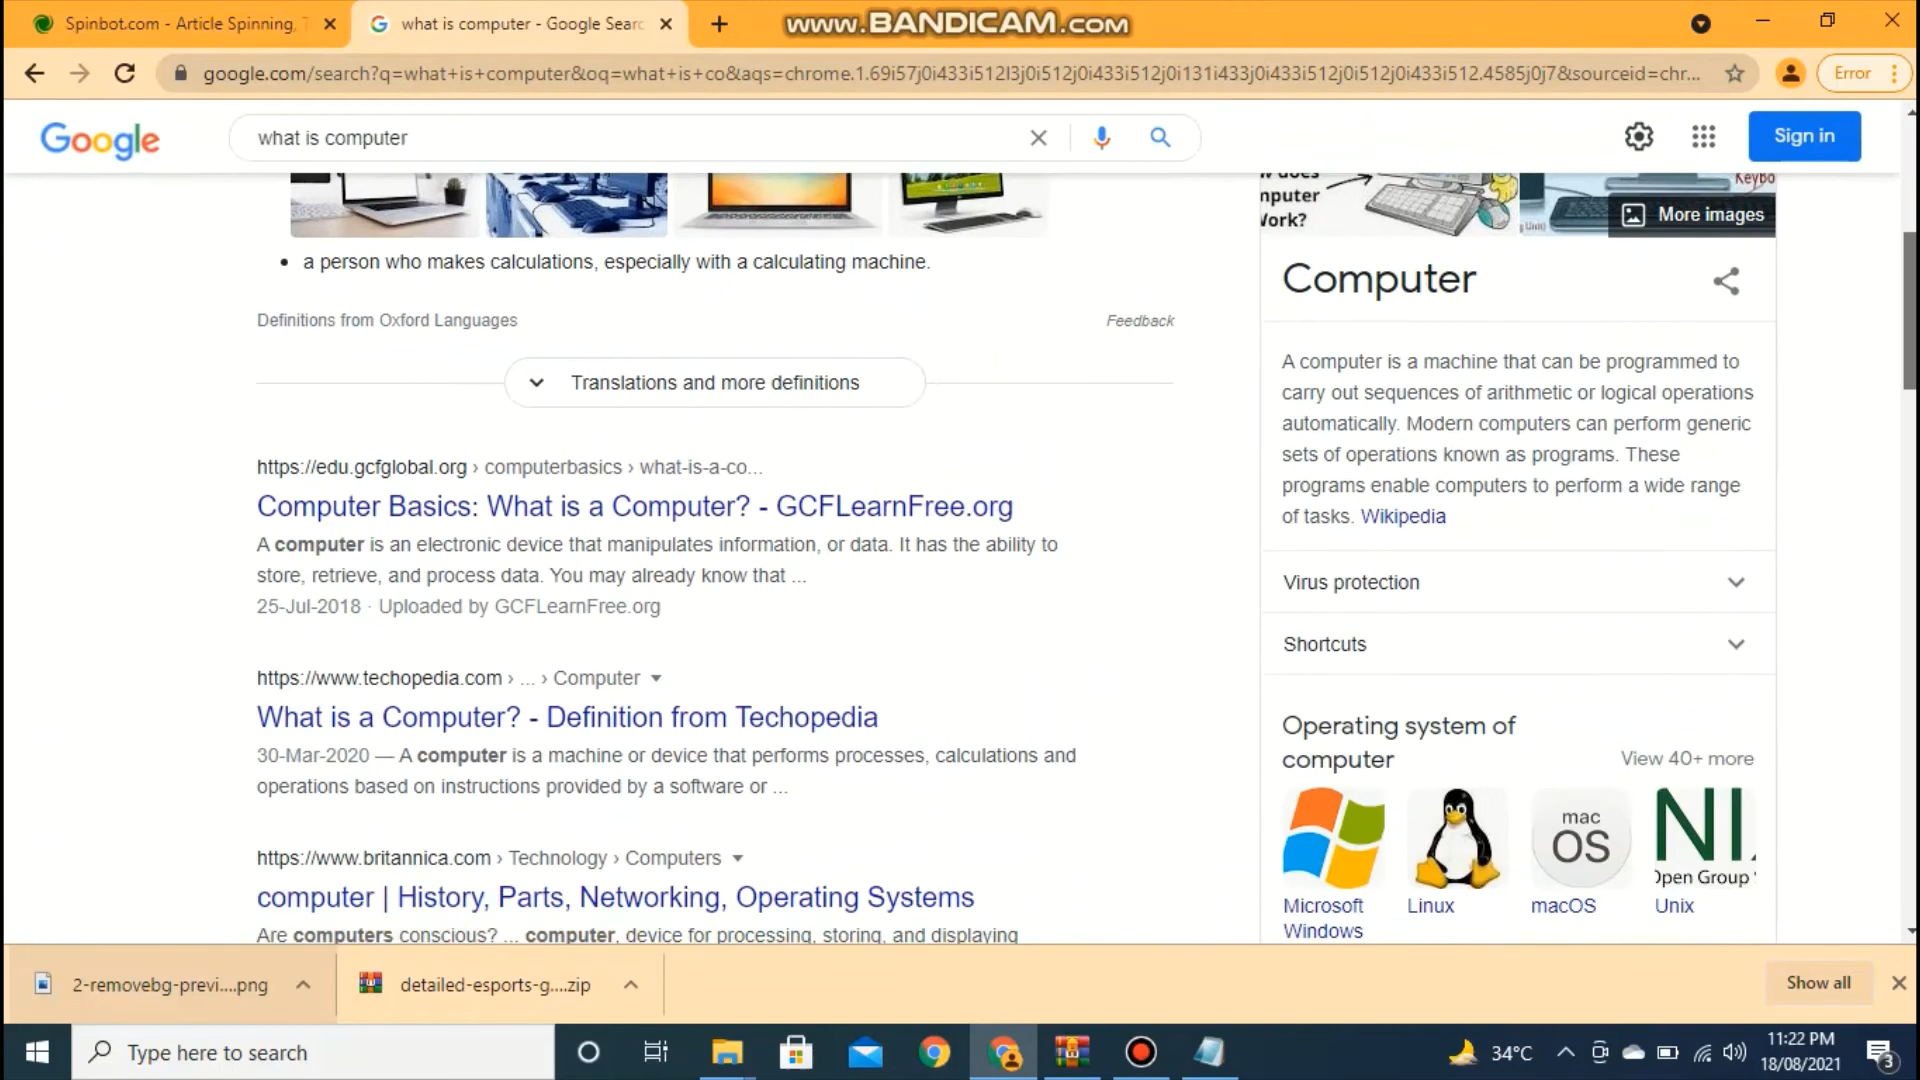 Spinbot.com - Article Spinning,
what is computer - Google Searc
www.BANDICAM.com
google.com/search?q=what+is+computer&oq=what+is+co&aqs=chrome.1.69i57j0i433i512l3j0i512j0i433i512j0i131i433j0i433i512j0i512j0i433i512.4585j0j7&sourceid=chr...
Error
Google
what is computer
Sign in
mputer
Work?
Keybo
More images
a person who makes calculations, especially with a calculating machine.
Definitions from Oxford Languages
Feedback
Translations and more definitions
https://edu.gcfglobal.org › computerbasics › what-is-a-co...
Computer Basics: What is a Computer? - GCFLearnFree.org
A computer is an electronic device that manipulates information, or data. It has the ability to
store, retrieve, and process data. You may already know that ...
25-Jul-2018 · Uploaded by GCFLearnFree.org
https://www.techopedia.com › ... › Computer
What is a Computer? - Definition from Techopedia
30-Mar-2020 — A computer is a machine or device that performs processes, calculations and
operations based on instructions provided by a software or ...
https://www.britannica.com › Technology › Computers
computer | History, Parts, Networking, Operating Systems
Are computers conscious? ... computer, device for processing, storing, and displaying
Computer
A computer is a machine that can be programmed to
carry out sequences of arithmetic or logical operations
automatically. Modern computers can perform generic
sets of operations known as programs. These
programs enable computers to perform a wide range
of tasks. Wikipedia
Virus protection
Shortcuts
Operating system of
computer
View 40+ more
mac
OS
NI
Open Group
Microsoft
Windows
Linux
macOS
Unix
2-removebg-previ....png
detailed-esports-g....zip
Show all
Type here to search
34°C
11:22 PM
18/08/2021
3